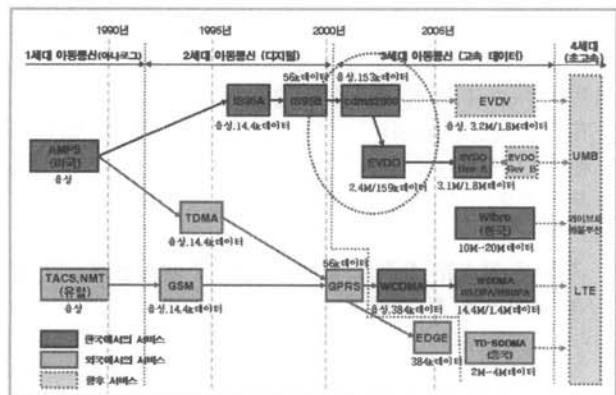 1990년 1995년 2000년 2005년
1세대 이동통신(아나로그) 2세대 이동통신 (디지털) 3세대 이동통신 (고속 데이터) 4세대
(초고속)
56k데이터 음성.153k데이터
IS95A IS95B cdma2000 EVDV
음성.14.4k데이터 음성. 3.2M/1.8M데이터
AMPS
(미국)
음성
EVDO EVDO
Rev A EVDO
Rev B UMB
2.4M/159k데이터 3.1M/1.8M데이터
TDMA
음성.14.4k데이터
Wibro
(한국)
10M~20M데이터
56k데이터
TACS,NMT
(유럽)
음성
GSM
음성.14.4k데이터
GPRS WCDMA
음성.384k데이터
WCDMA
HSDPA/HSUPA
14.4M/1.4M데이터
LTE
EDGE
384k데이터
TD-SCDMA
(중국)
2M~4M데이터
한국에서의 서비스
외국에서의 서비스
향후 서비스